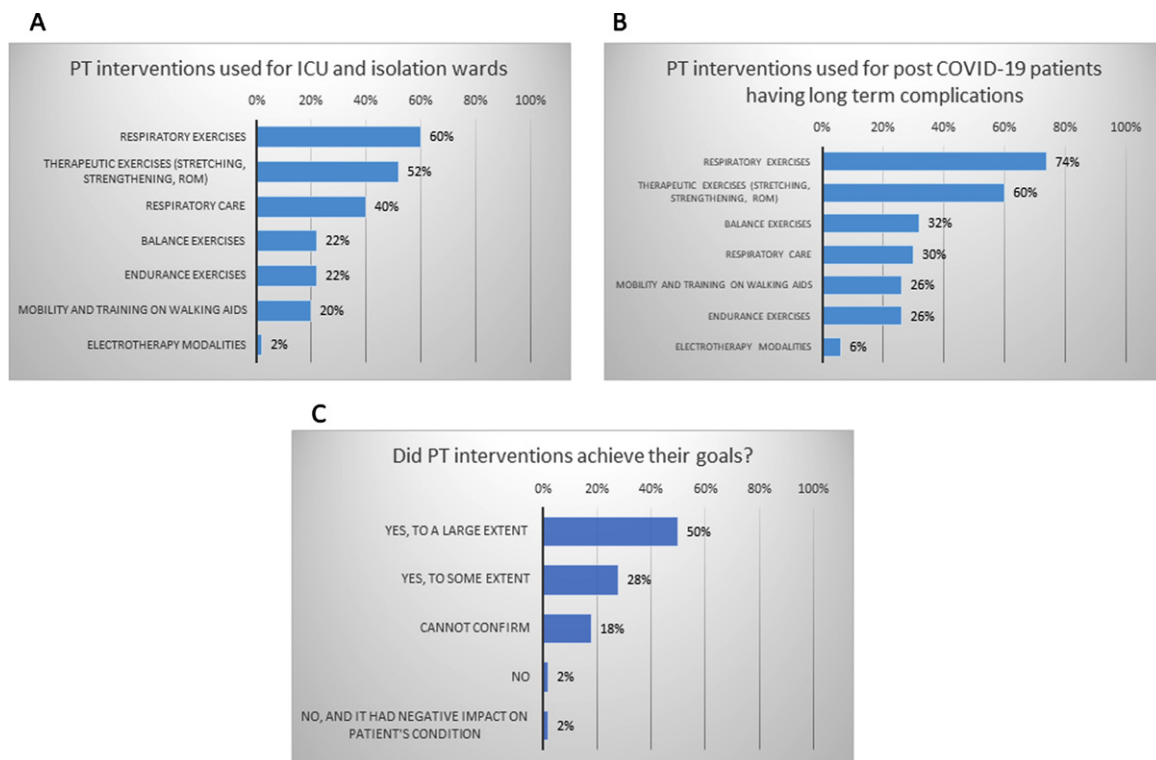 A
PT interventions used for ICU and isolation wards
0% 20% 40% 60% 80% 100%
RESPIRATORY EXERCISES 60%
THERAPEUTIC EXERCISES (STRETCHING,
STRENGTHENING, ROM) 52%
RESPIRATORY CARE 40%
BALANCE EXERCISES 22%
ENDURANCE EXERCISES 22%
MOBILITY AND TRAINING ON WALKING AIDS 20%
ELECTROTHERAPY MODALITIES 2%
B
PT interventions used for post COVID-19 patients
having long term complications
0% 20% 40% 60% 80% 100%
RESPIRATORY EXERCISES 74%
THERAPEUTIC EXERCISES (STRETCHING,
STRENGTHENING, ROM) 60%
BALANCE EXERCISES 32%
RESPIRATORY CARE 30%
MOBILITY AND TRAINING ON WALKING AIDS 26%
ENDURANCE EXERCISES 26%
ELECTROTHERAPY MODALITIES 6%
C
Did PT interventions achieve their goals?
0% 20% 40% 60% 80% 100%
YES, TO A LARGE EXTENT 50%
YES, TO SOME EXTENT 28%
CANNOT CONFIRM 18%
NO 2%
NO, AND IT HAD NEGATIVE IMPACT ON
PATIENT'S CONDITION 2%